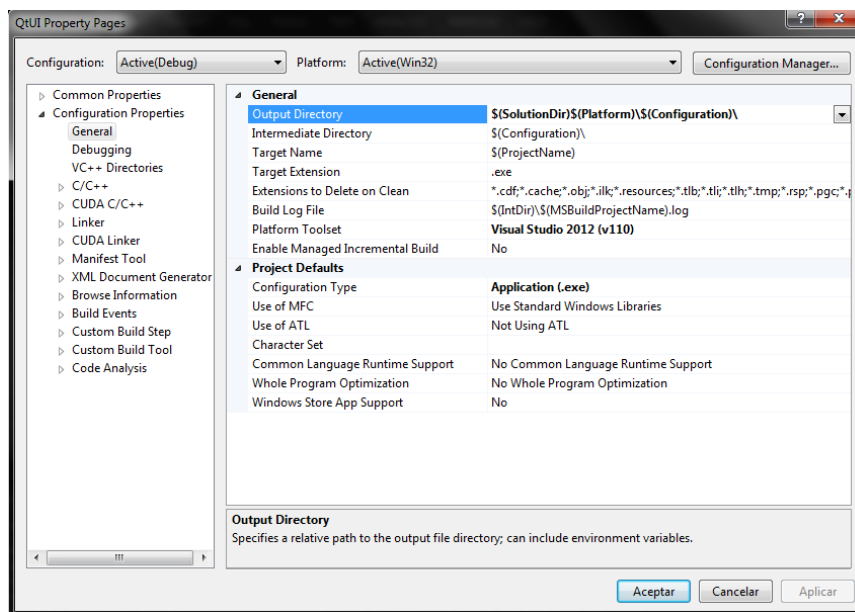 QtUI Property Pages
Configuration: Active(Debug) Platform: Active(Win32) Configuration Manager...
Common Properties
Configuration Properties
General
Debugging
VC++ Directories
C/C++
CUDA C/C++
Linker
CUDA Linker
Manifest Tool
XML Document Generator
Browse Information
Build Events
Custom Build Step
Custom Build Tool
Code Analysis
General
Output Directory $(SolutionDir)$(Platform)\$(Configuration)\
Intermediate Directory $(Configuration)\
Target Name $(ProjectName)
Target Extension .exe
Extensions to Delete on Clean *.cdf;*.cache;*.obj;*.ilk;*.resources;*.tlb;*.tli;*.tlh;*.tmp;*.rsp;*.pgc;*.p
Build Log File $(IntDir)\$(MSBuildProjectName).log
Platform Toolset Visual Studio 2012 (v110)
Enable Managed Incremental Build No
Project Defaults
Configuration Type Application (.exe)
Use of MFC Use Standard Windows Libraries
Use of ATL Not Using ATL
Character Set
Common Language Runtime Support No Common Language Runtime Support
Whole Program Optimization No Whole Program Optimization
Windows Store App Support No
Output Directory
Specifies a relative path to the output file directory; can include environment variables.
Aceptar Cancelar Aplicar